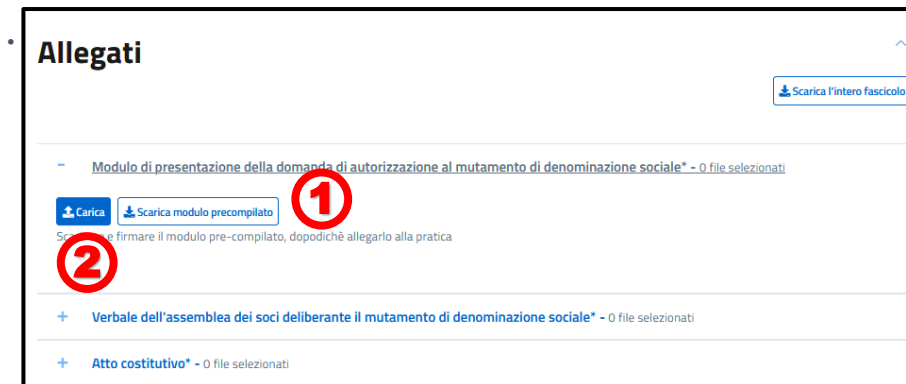 Allegati
Scarica l'intero fascicolo
- Modulo di presentazione della domanda di autorizzazione al mutamento di denominazione sociale* - 0 file selezionati
Carica Scarica modulo precompilato 1
e firmare il modulo pre-compilato, dopodichè allegarlo alla pratica
2
+ Verbale dell'assemblea dei soci deliberante il mutamento di denominazione sociale* - 0 file selezionati
+ Atto costitutivo* - 0 file selezionati